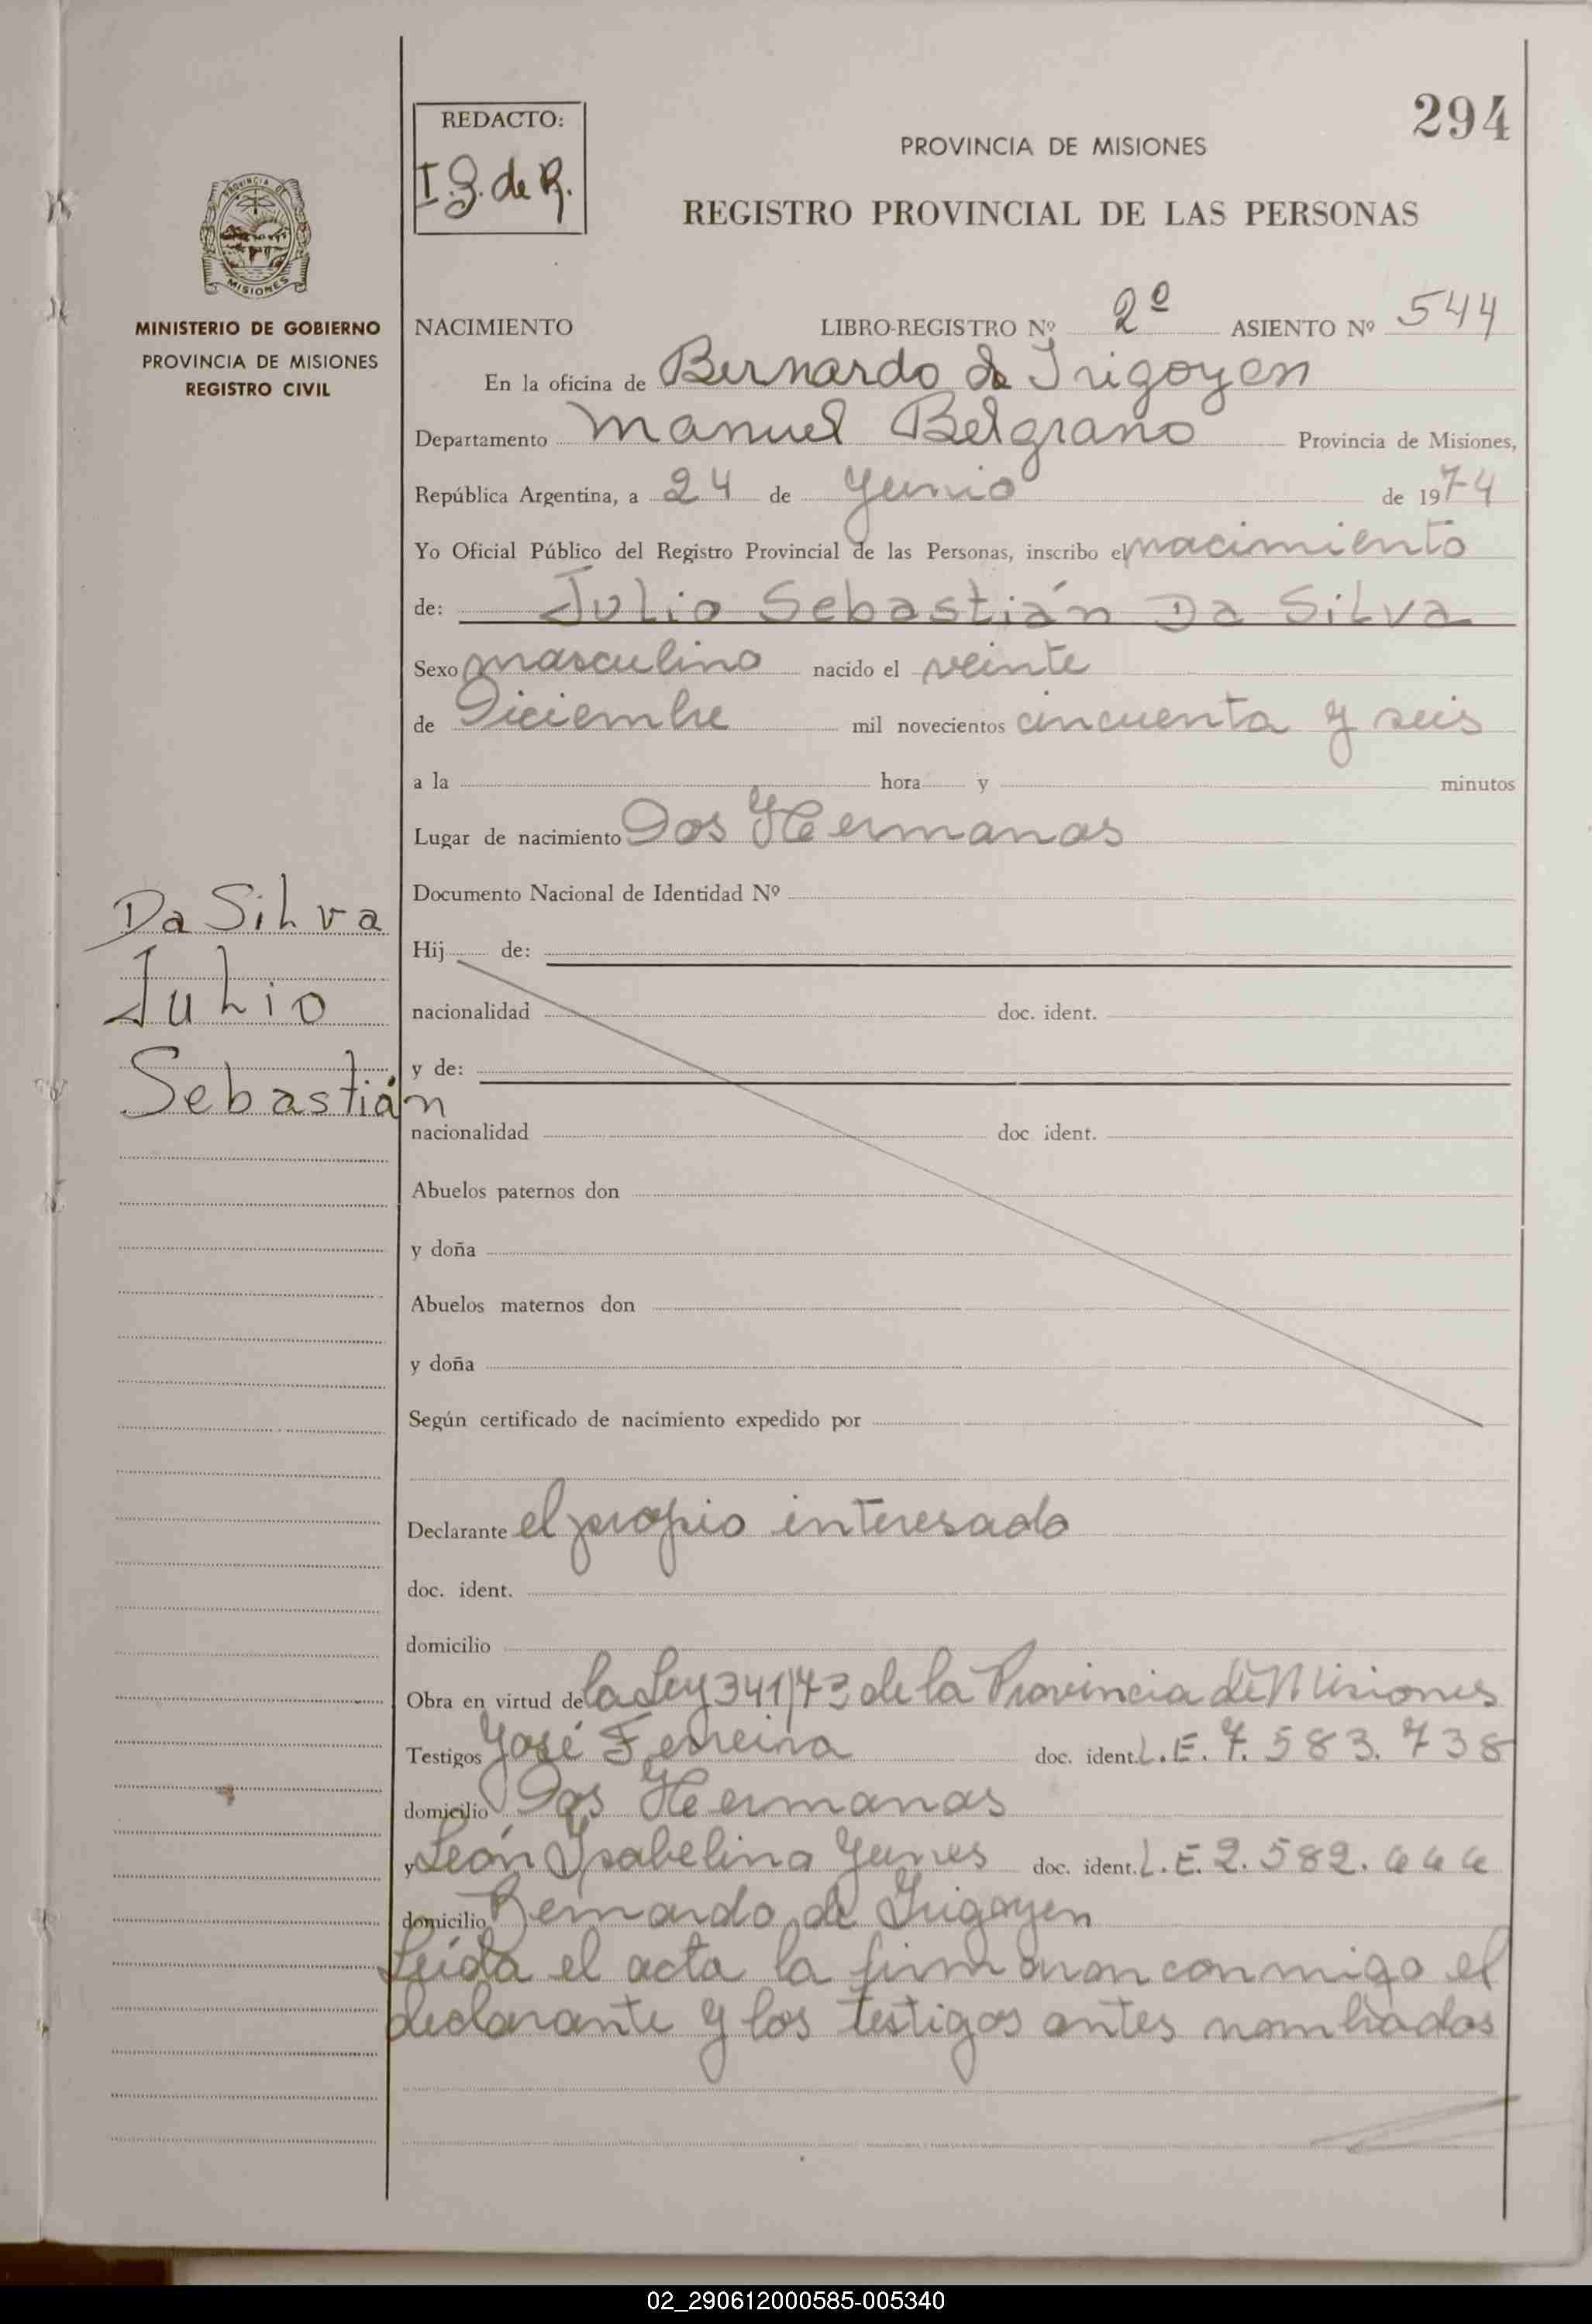 294
REDACTO:
I.G. de R.
PROVINCIA DE MISIONES
REGISTRO PROVINCIAL DE LAS PERSONAS
PROVINCIA DE
MISIONES
MINISTERIO DE GOBIERNO
PROVINCIA DE MISIONES
REGISTRO CIVIL
NACIMIENTO LIBRO-REGISTRO Nº 2º ASIENTO Nº 544
En la oficina de Bernardo de Irigoyen
Departamento Manuel Belgrano Provincia de Misiones,
República Argentina, a 24 de Junio de 1974
Yo Oficial Público del Registro Provincial de las Personas, inscribo el nacimiento
de: Julio Sebastián Da Silva
Sexo masculino nacido el veinte
de Diciembre mil novecientos cincuenta y seis
a la hora y minutos
Lugar de nacimiento Dos Hermanas
Documento Nacional de Identidad Nº
Da Silva
Julio
Sebastián
Hij de:
nacionalidad doc. ident.
y de:
nacionalidad doc. ident.
Abuelos paternos don
y doña
Abuelos maternos don
y doña
Según certificado de nacimiento expedido por
Declarante el propio interesado
doc. ident.
domicilio
Obra en virtud de la Ley 341/73 de la Provincia de Misiones
Testigos José Ferreira doc. ident. L.E. 7.583.738
domicilio Dos Hermanas
y León Ysabelino doc. ident. L.E. 2.582.
domicilio Bernardo de Irigoyen
Leída el acta la firmaron conmigo el
declarante y los testigos antes nombrados
02_290612000585-005340